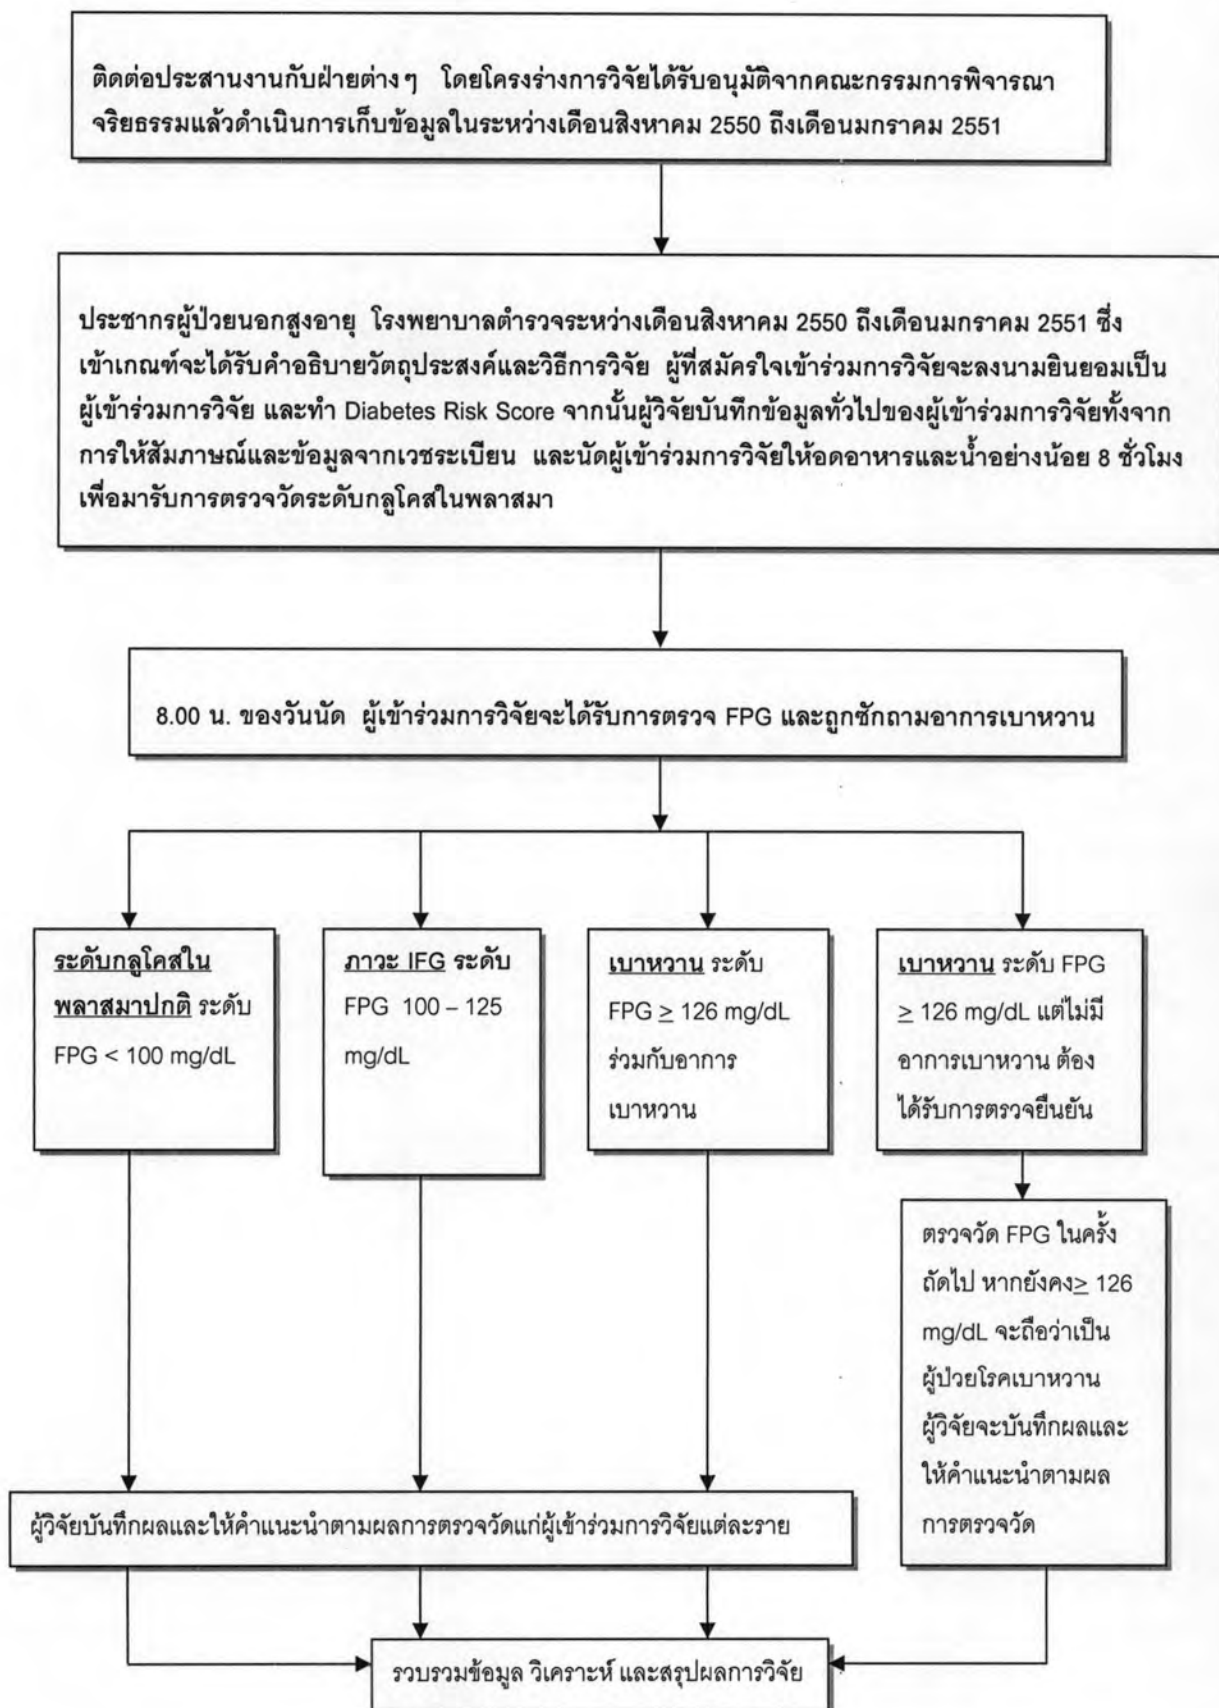 ติดต่อประสานงานกับฝ่ายต่างๆ โดยโครงร่างการวิจัยได้รับอนุมัติจากคณะกรรมการพิจารณา
จริยธรรมแล้วดำเนินการเก็บข้อมูลในระหว่างเดือนสิงหาคม 2550 ถึงเดือนมกราคม 2551
ประชากรผู้ป่วยนอกสูงอายุ โรงพยาบาลตำรวจระหว่างเดือนสิงหาคม 2550 ถึงเดือนมกราคม 2551 ซึ่ง
เข้าเกณฑ์จะได้รับคำอธิบายวัตถุประสงค์และวิธีการวิจัย ผู้ที่สมัครใจเข้าร่วมการวิจัยจะลงนามยินยอมเป็น
ผู้เข้าร่วมการวิจัย และทำ Diabetes Risk Score จากนั้นผู้วิจัยบันทึกข้อมูลทั่วไปของผู้เข้าร่วมการวิจัยทั้งจาก
การให้สัมภาษณ์และข้อมูลจากเวชระเบียน และนัดผู้เข้าร่วมการวิจัยให้อดอาหารและน้ำอย่างน้อย 8 ชั่วโมง
เพื่อมารับการตรวจวัดระดับกลูโคสในพลาสมา
8.00 น. ของวันนัด ผู้เข้าร่วมการวิจัยจะได้รับการตรวจ FPG และถูกซักถามอาการเบาหวาน
ระดับกลูโคสใน
พลาสมาปกติ ระดับ
FPG < 100 mg/dL
ภาวะ IFG ระดับ
FPG 100 – 125
mg/dL
เบาหวาน ระดับ
FPG ≥ 126 mg/dL
ร่วมกับอาการ
เบาหวาน
เบาหวาน ระดับ FPG
≥ 126 mg/dL แต่ไม่มี
อาการเบาหวาน ต้อง
ได้รับการตรวจยืนยัน
ตรวจวัด FPG ในครั้ง
ถัดไป หากยังคง≥ 126
mg/dL จะถือว่าเป็น
ผู้ป่วยโรคเบาหวาน
ผู้วิจัยจะบันทึกผลและ
ให้คำแนะนำตามผล
การตรวจวัด
ผู้วิจัยบันทึกผลและให้คำแนะนำตามผลการตรวจวัดแก่ผู้เข้าร่วมการวิจัยแต่ละราย
รวบรวมข้อมูล วิเคราะห์ และสรุปผลการวิจัย